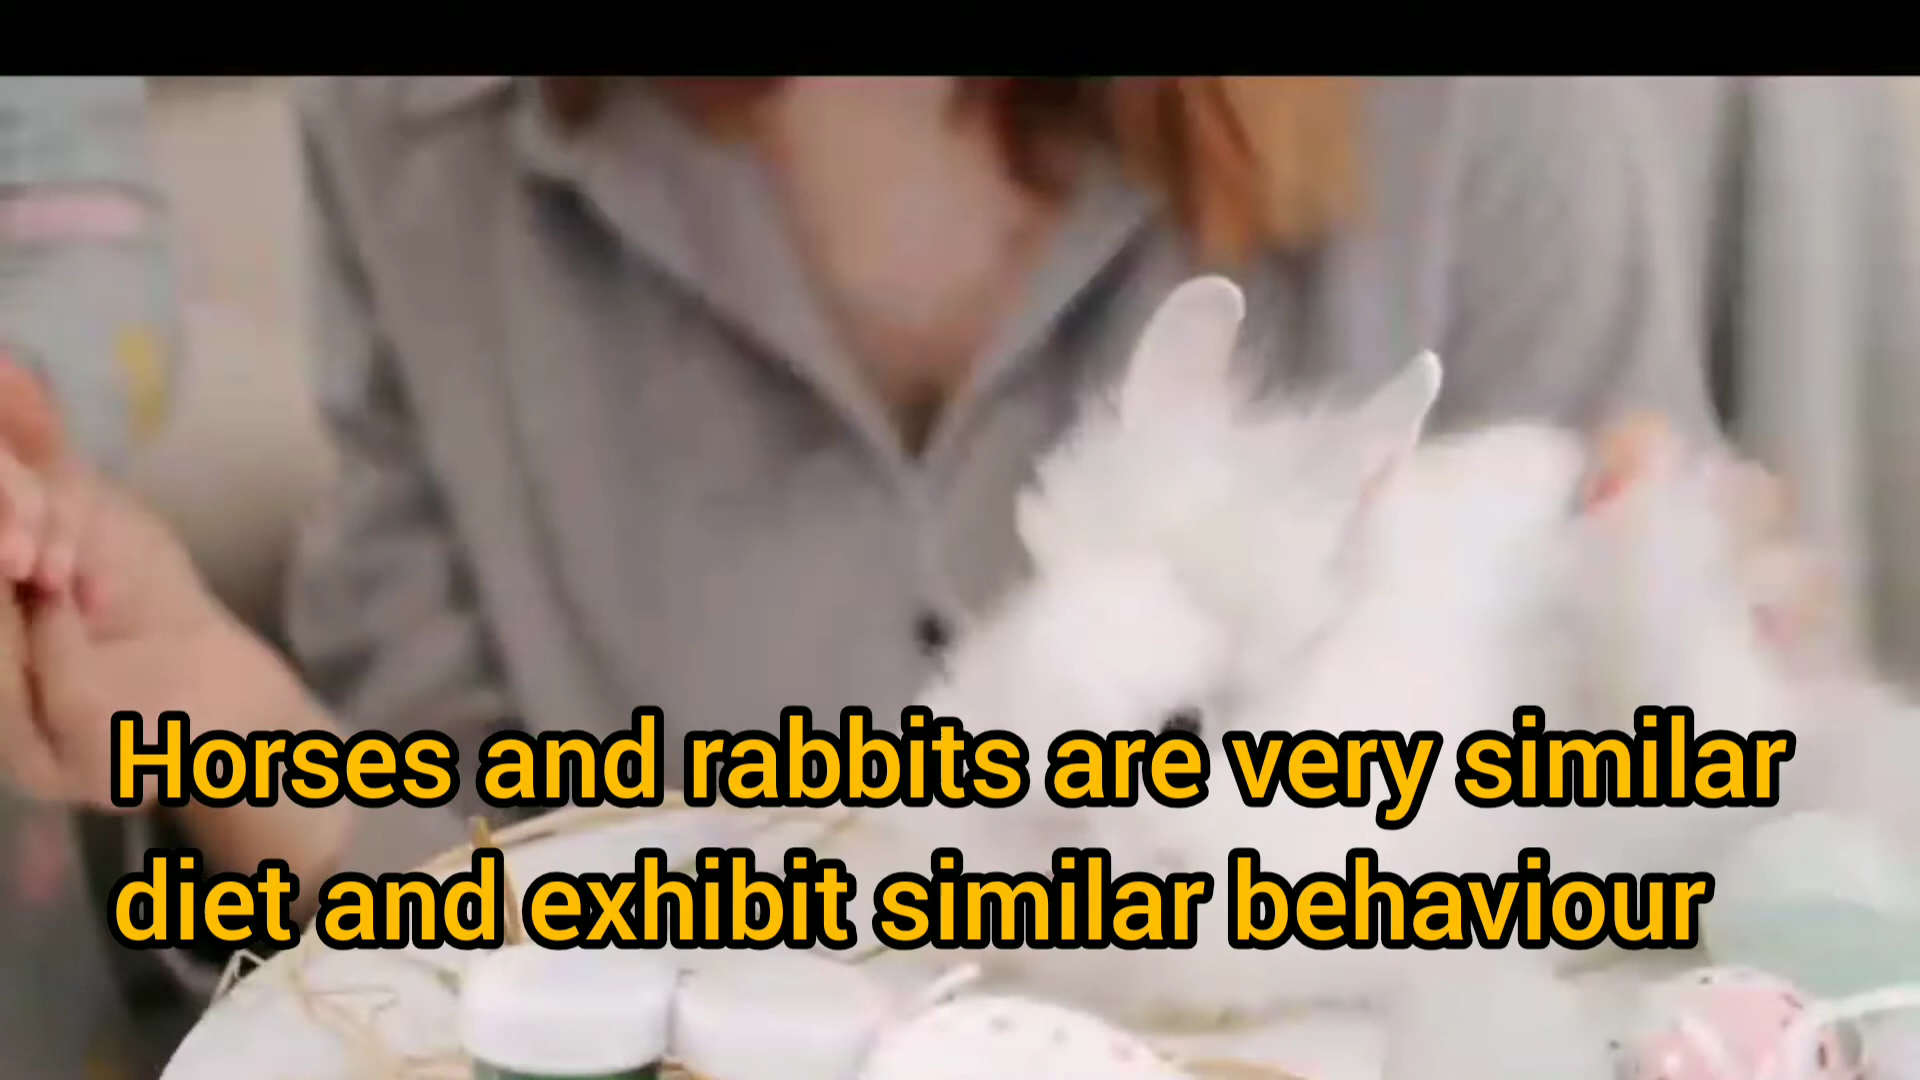 Horses and rabbits are very similar
diet and exhibit similar behaviour